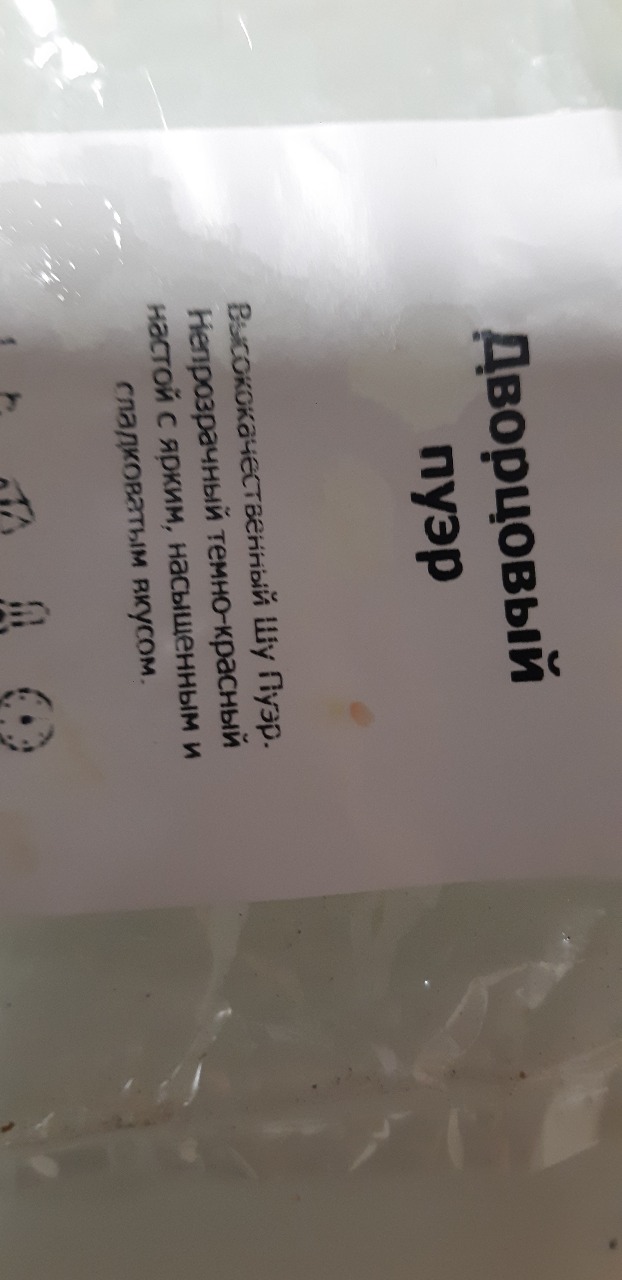 Дворцовый
пуэр
Высококачественный Шу Пуэр.
Непрозрачный темно-красный
настой с ярким, насыщенным и
сладковатым вкусом.